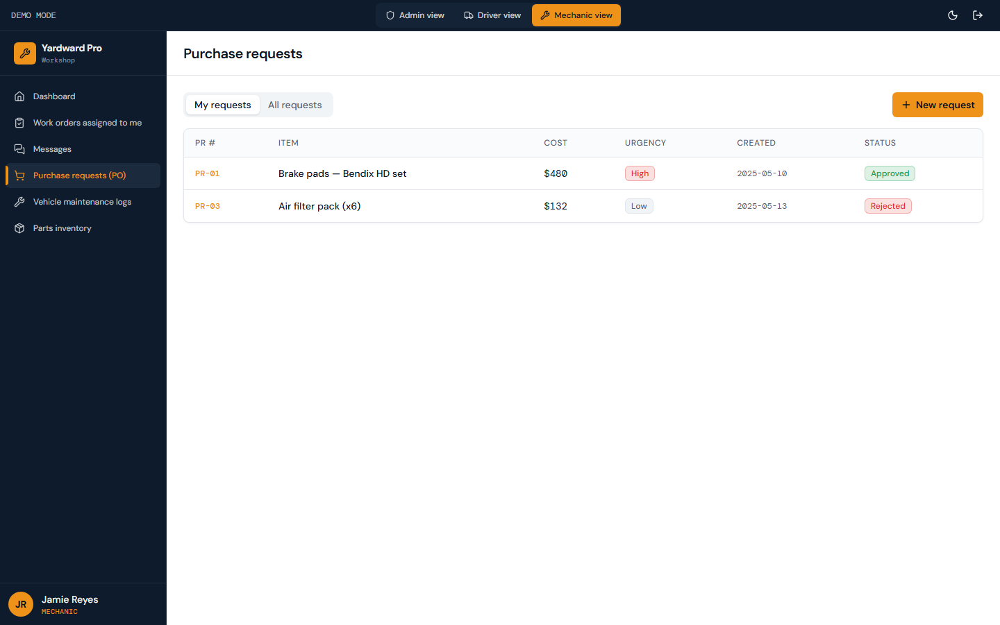 DEMO MODE
Admin view
Driver view
Mechanic view
Yardward Pro
Workshop
Dashboard
Work orders assigned to me
Messages
Purchase requests (PO)
Vehicle maintenance logs
Parts inventory
JR
Jamie Reyes
MECHANIC
Purchase requests
My requests
All requests
New request
PR # ITEM COST URGENCY CREATED STATUS
PR-01 Brake pads — Bendix HD set $480 High 2025-05-10 Approved
PR-03 Air filter pack (x6) $132 Low 2025-05-13 Rejected